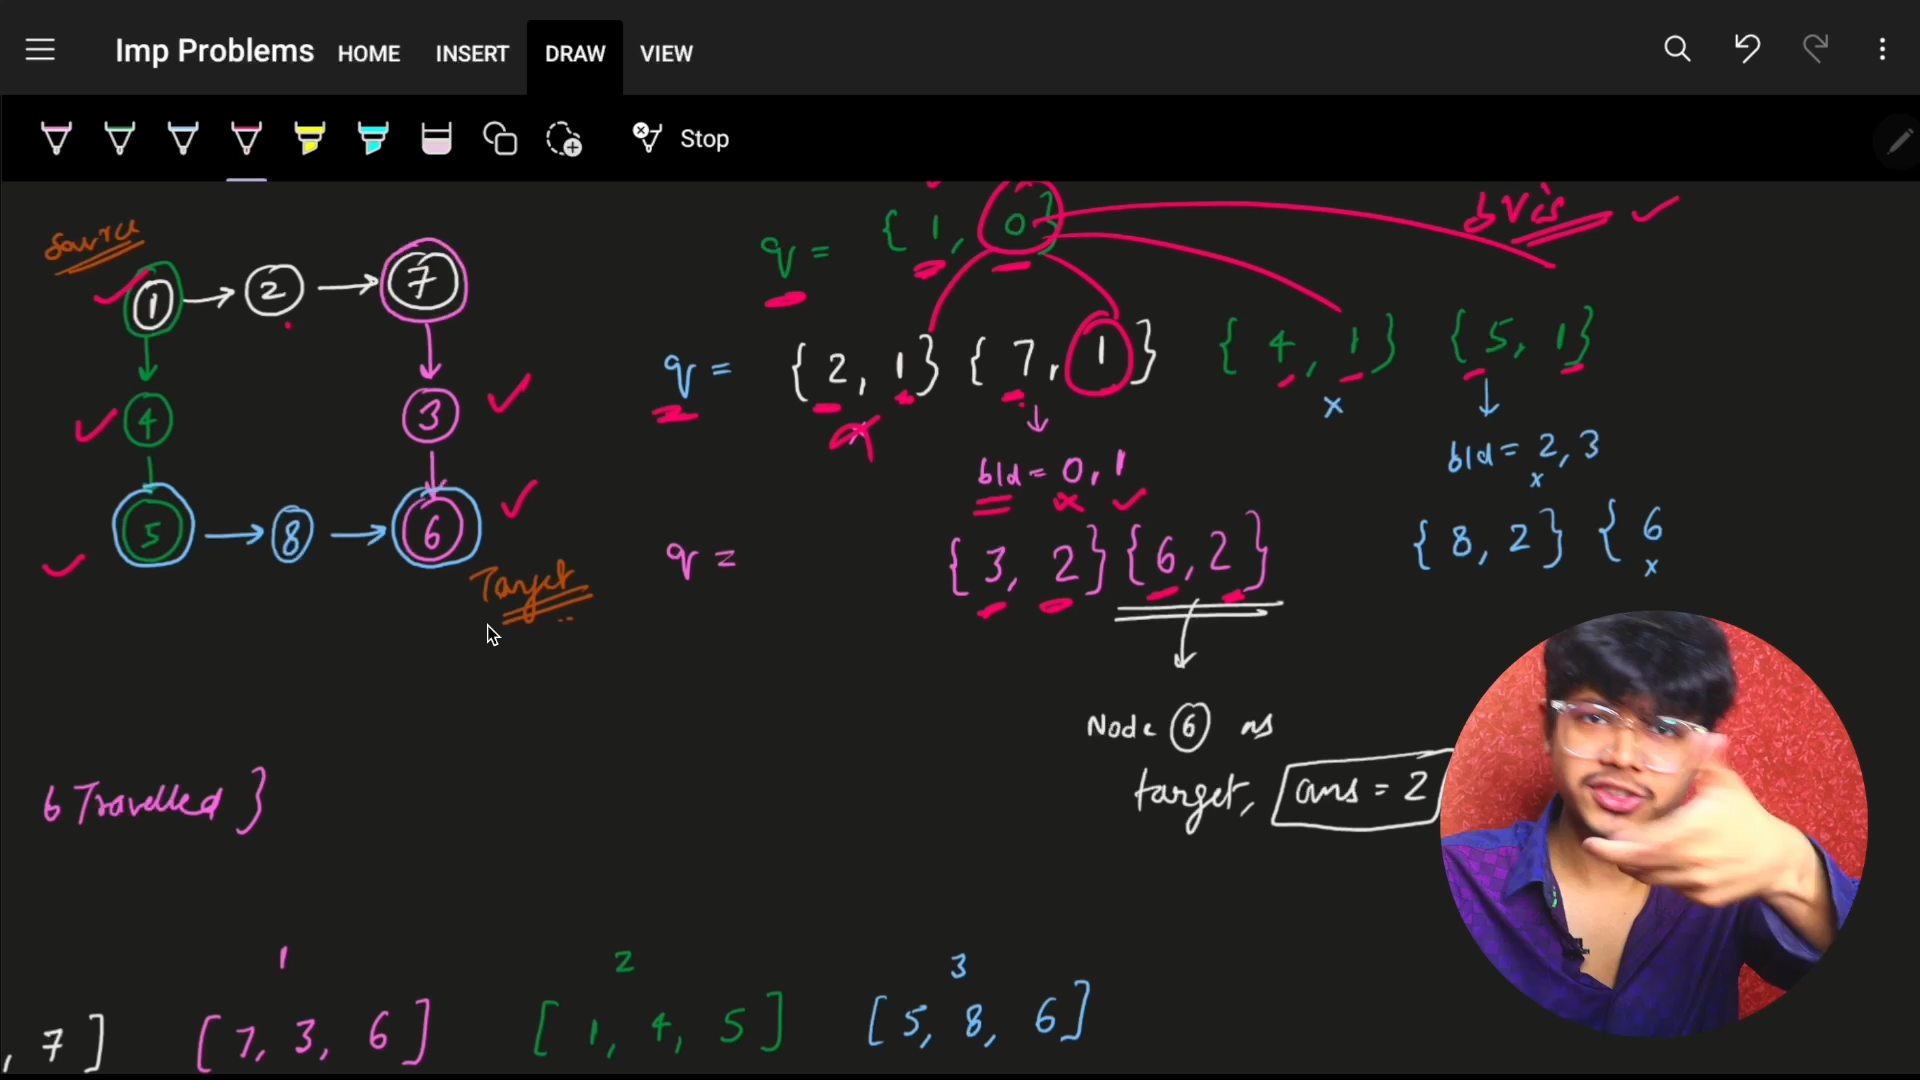 Imp Problems HOME INSERT DRAW VIEW
Stop
Source
1 2 7
4 3
5 8 6
Target
q = { 1, 0}
bVis
q = { 2, 1} { 7, 1 } { 4, 1 } { 5, 1 }
x
bId = 0, 1
x
bId = 2, 3
x
q = { 3, 2 } { 6, 2 }
{ 8, 2 } { 6
x
Node 6 as
target, ans = 2
b Travelled }
1 2 3
, 7 ] [ 7, 3, 6 ] [ 1, 4, 5 ] [ 5, 8, 6 ]